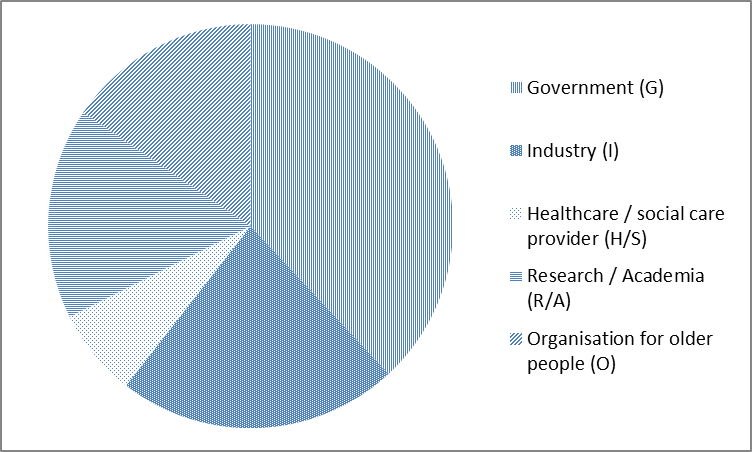 Government (G)
Industry (I)
Healthcare / social care
provider (H/S)
Research / Academia
(R/A)
Organisation for older
people (O)